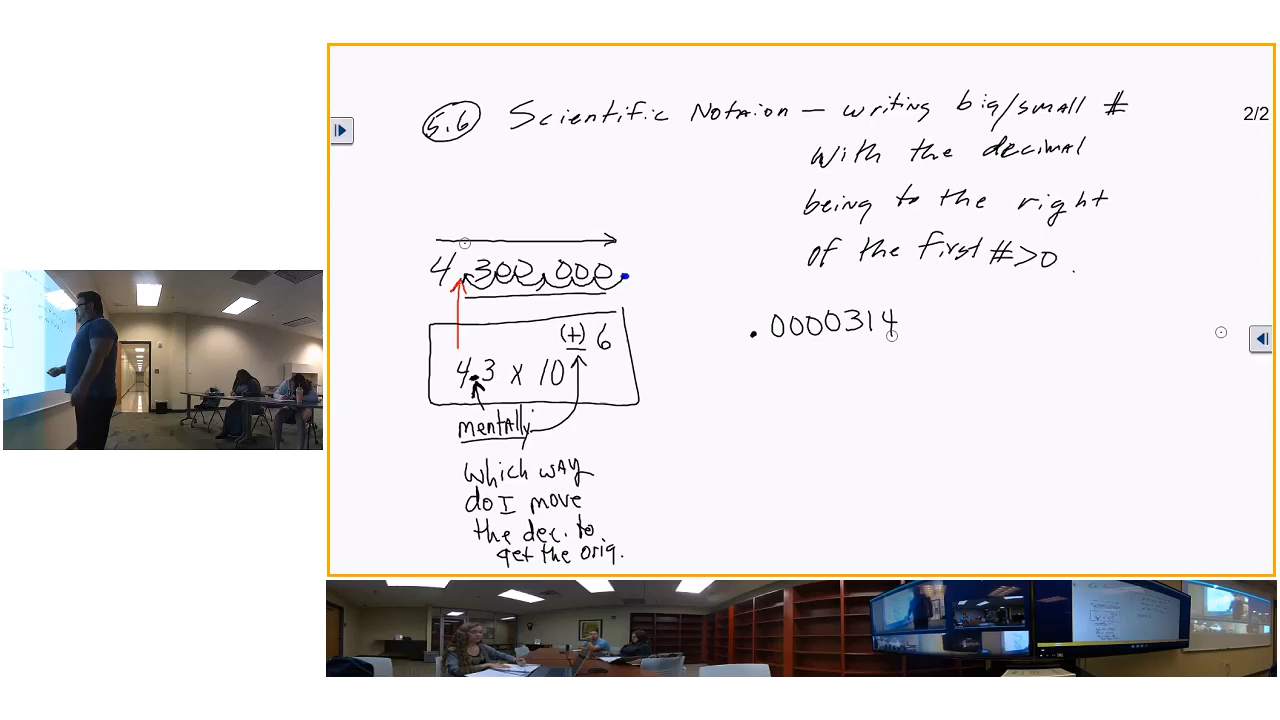 5.6 Scientific Notaion — writing big/small #
2/2
with the decimal
being to the right
of the first # > 0.
4,300,000.
.0000314
(+) 6
4.3 x 10
mentally
which way
do I move
the dec. to
get the orig.